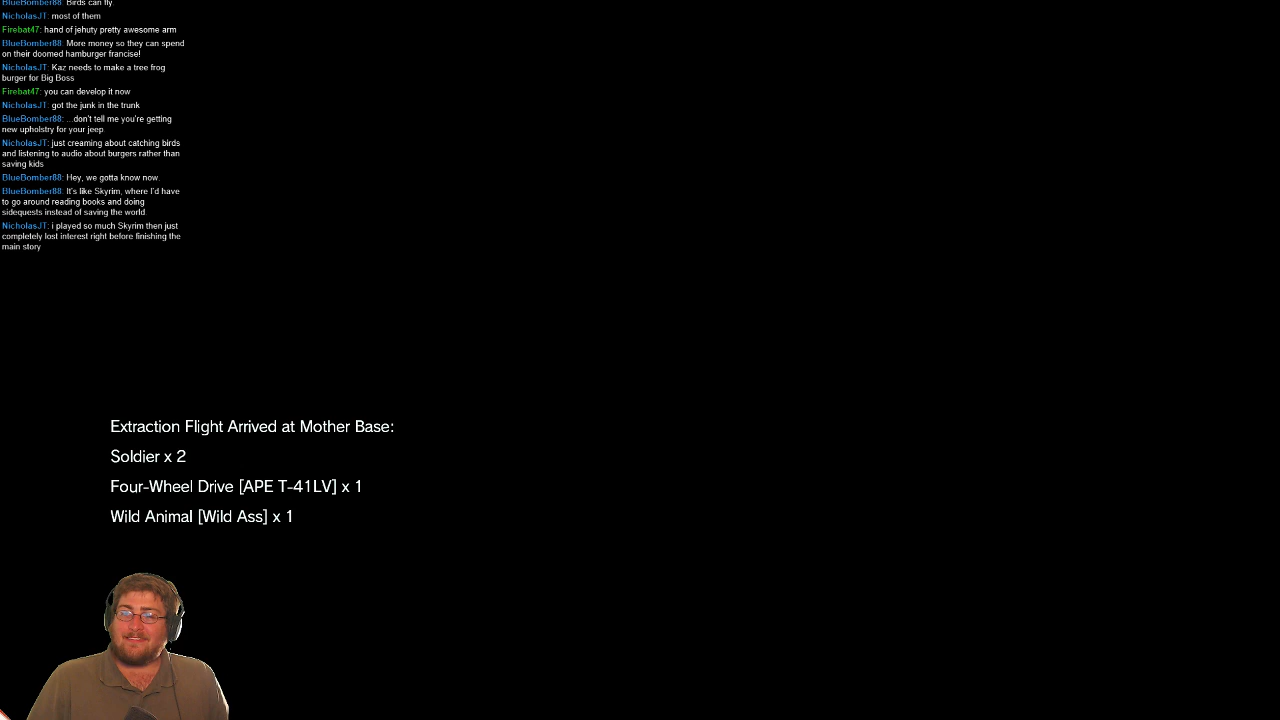 BlueBomber88: Birds can fly.
NicholasJT: most of them
Firebat47: hand of jehuty pretty awesome arm
BlueBomber88: More money so they can spend
on their doomed hamburger francise!
NicholasJT: Kaz needs to make a tree frog
burger for Big Boss
Firebat47: you can develop it now
NicholasJT: got the junk in the trunk
BlueBomber88: ...don't tell me you're getting
new upholstry for your jeep.
NicholasJT: just creaming about catching birds
and listening to audio about burgers rather than
saving kids
BlueBomber88: Hey, we gotta know now.
BlueBomber88: It's like Skyrim, where I'd have
to go around reading books and doing
sidequests instead of saving the world.
NicholasJT: i played so much Skyrim then just
completely lost interest right before finishing the
main story
Extraction Flight Arrived at Mother Base:
Soldier x 2
Four-Wheel Drive [APE T-41LV] x 1
Wild Animal [Wild Ass] x 1